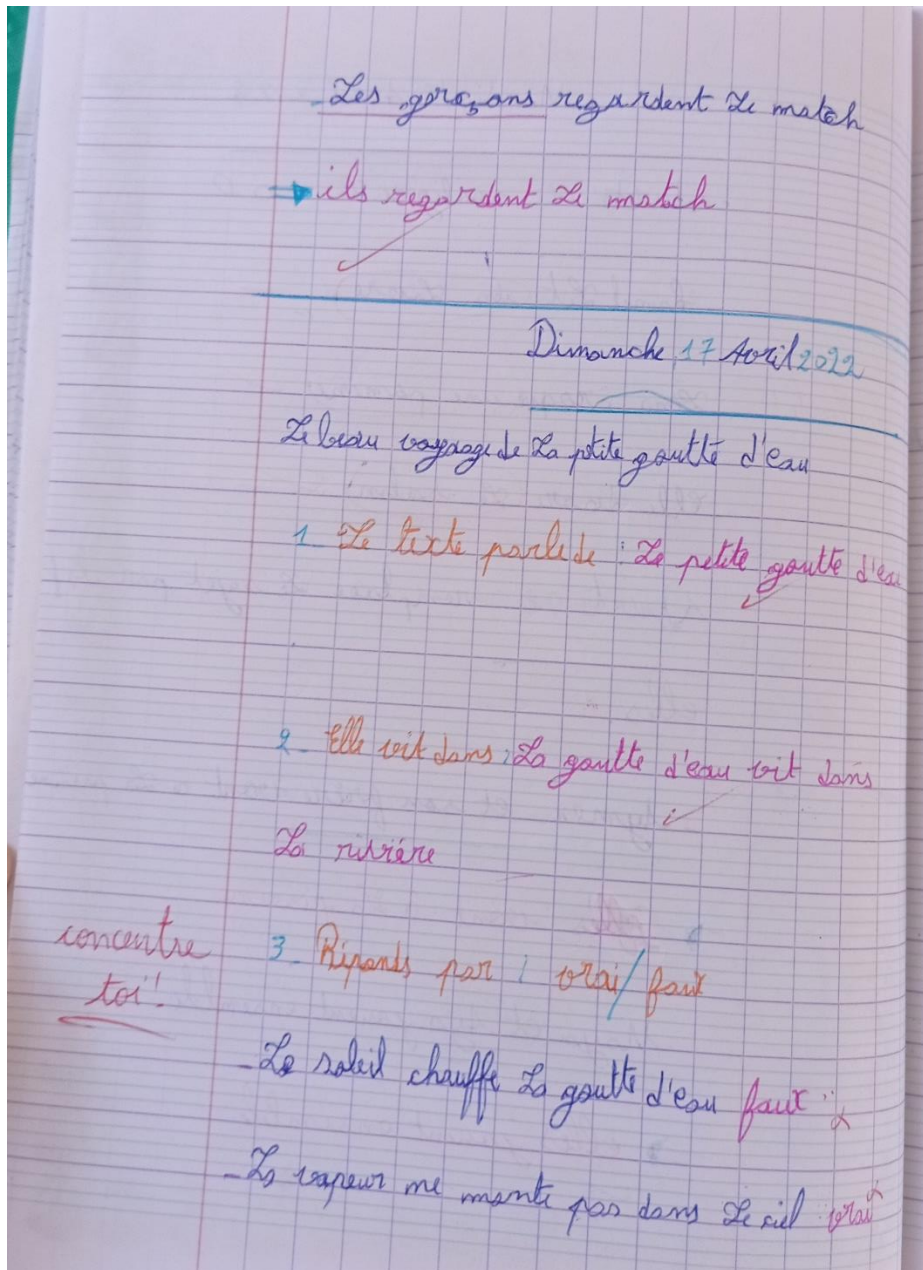 - Les garçons regardent le match
→ ils regardent le match
Dimanche 17 Avril 2022
Le beau voyage de la ptite goutte d'eau
1 Le texte parle de : Le petite goutte d'eau
2 - Elle vit dans : La goutte d'eau vit dans
La rivière
concentre
toi !
3 - Réponds par : vrai/faux
- Le soleil chauffe la goutte d'eau faux x
- La vapeur ne monte pas dans le ciel vrai x